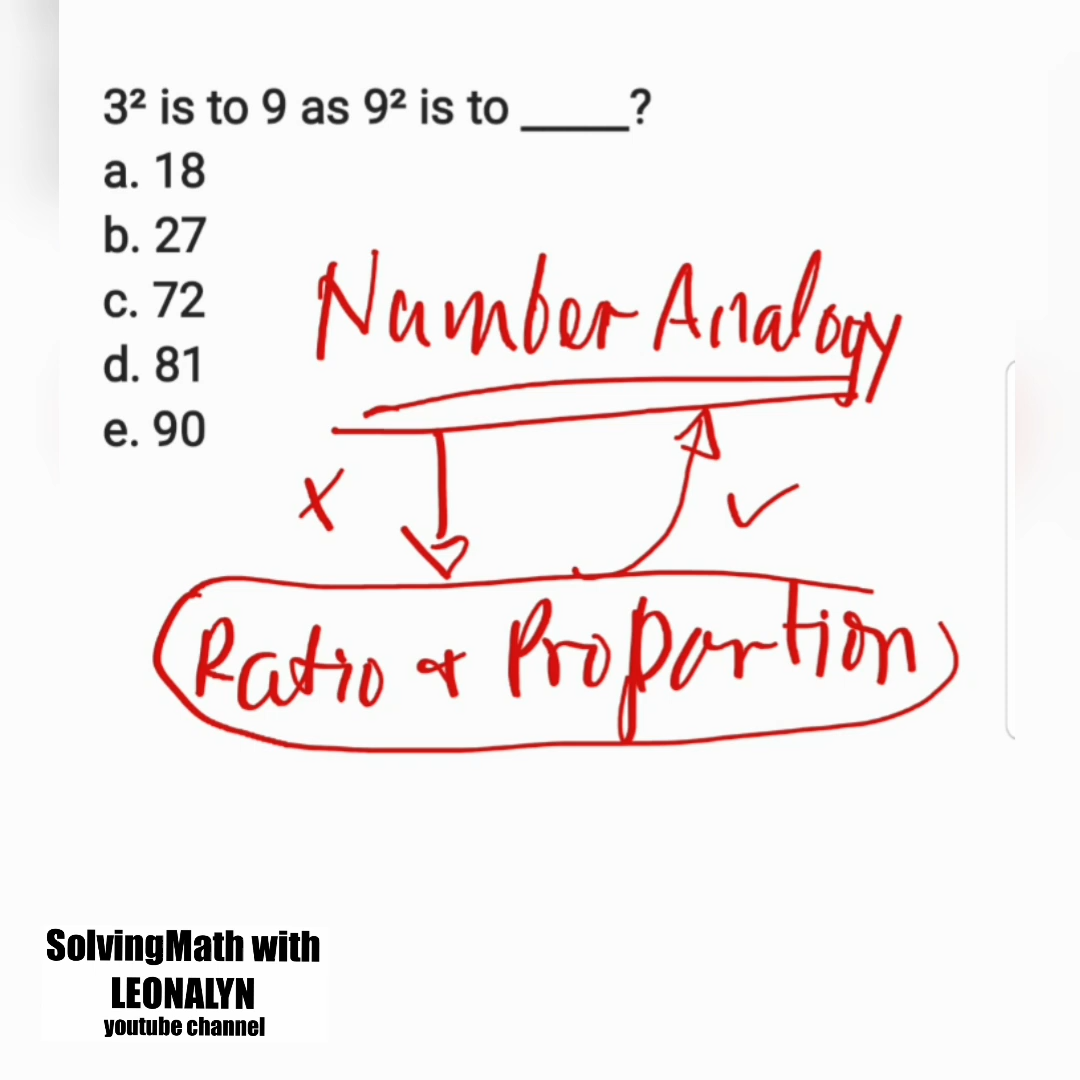 3² is to 9 as 9² is to _____?
a. 18
b. 27
c. 72
d. 81
e. 90
Number Analogy
Ratio & Proportion
SolvingMath with
LEONALYN
youtube channel